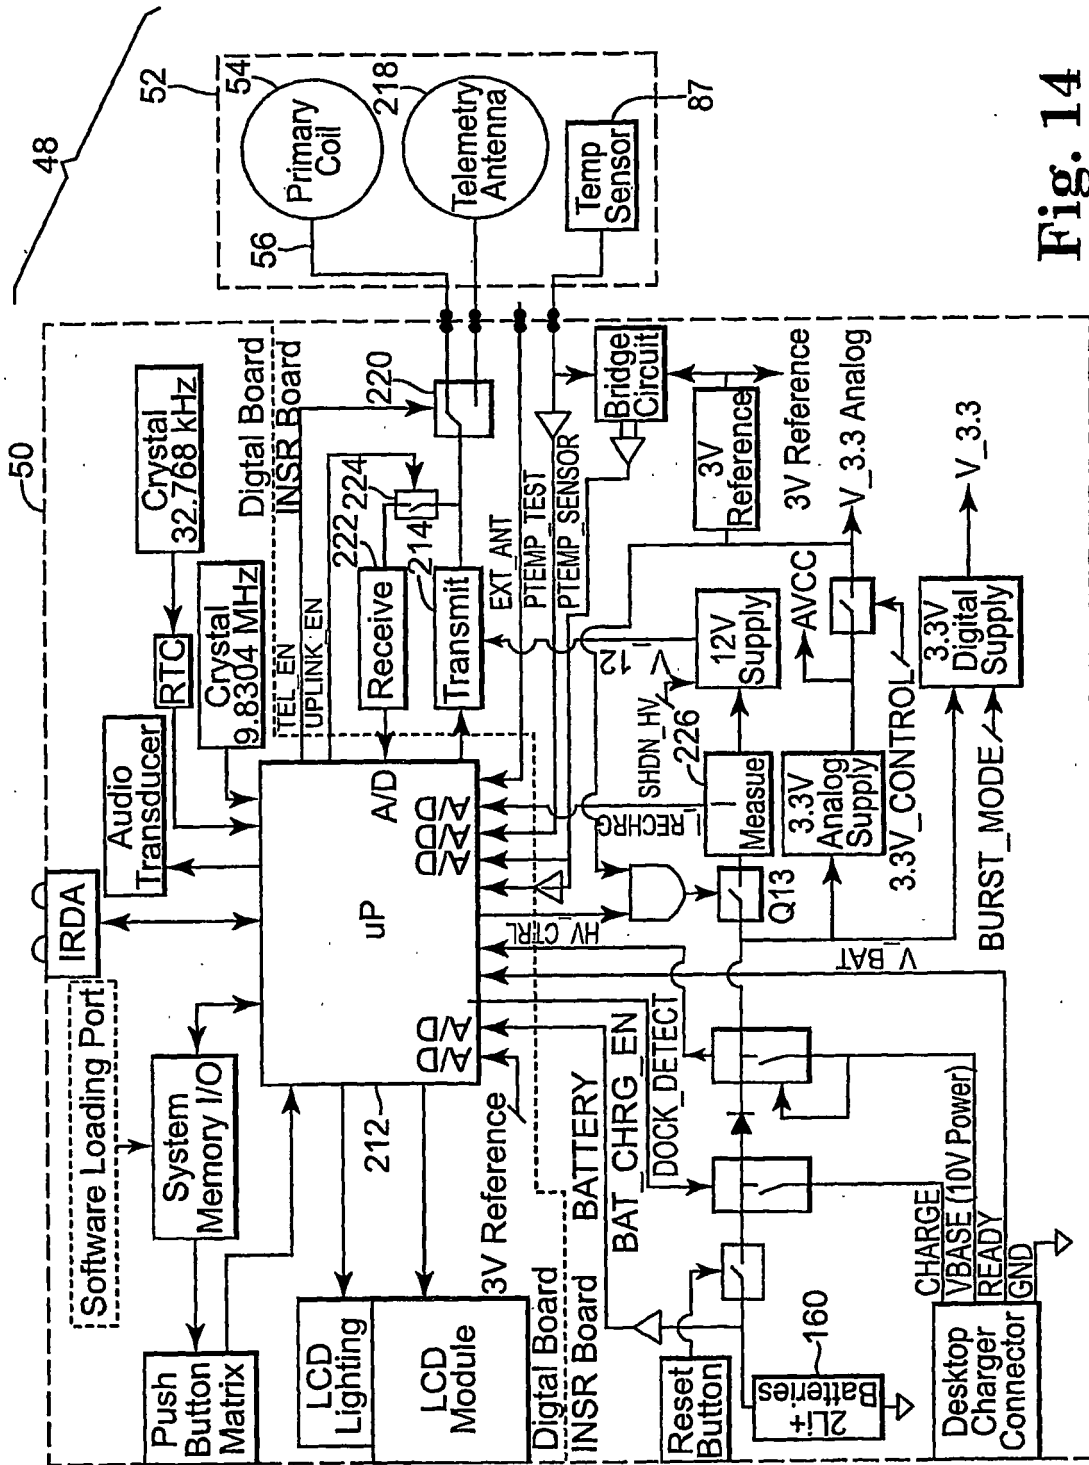 48
50
52
54
Primary
Coil
56
218
Telemetry
Antenna
Temp
Sensor
87
Software Loading Port
IRDA
Audio
Transducer
RTC
Crystal
32.768 kHz
Crystal
9.8304 MHz
System
Memory I/O
Push
Button
Matrix
LCD
Lighting
LCD
Module
212
uP
A/D
A/D
A/D
A/D
A/D
A/D
3V Reference
Digtal Board
INSR Board
Digtal Board
INSR Board
TEL_EN
UPLINK_EN
Receive
222
224
220
Transmit
214
EXT_ANT
PTEMP_TEST
PTEMP_SENSOR
Bridge
Circuit
3V
Reference
3V Reference
V_12
SHDN_HV
226
12V
Supply
I_RECHRG
Measue
HV_CTRL
Q13
AVCC
V_3.3 Analog
3.3V
Analog
Supply
3.3V_CONTROL
3.3V
Digital
Supply
V_3.3
BURST_MODE
V_BAT
BATTERY
BAT_CHRG_EN
DOCK_DETECT
Reset
Button
2Li+
Batteries
160
CHARGE
VBASE (10V Power)
READY
GND
Desktop
Charger
Connector
Fig. 14